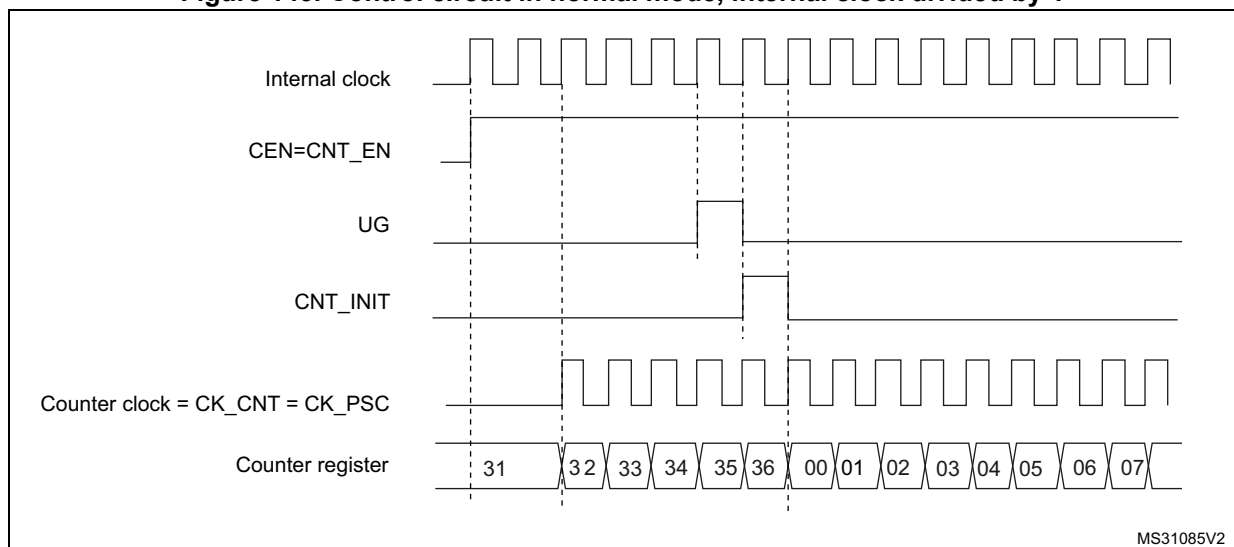 Internal clock
CEN=CNT_EN
UG
CNT_INIT
Counter clock = CK_CNT = CK_PSC
Counter register 31 32 33 34 35 36 00 01 02 03 04 05 06 07
MS31085V2